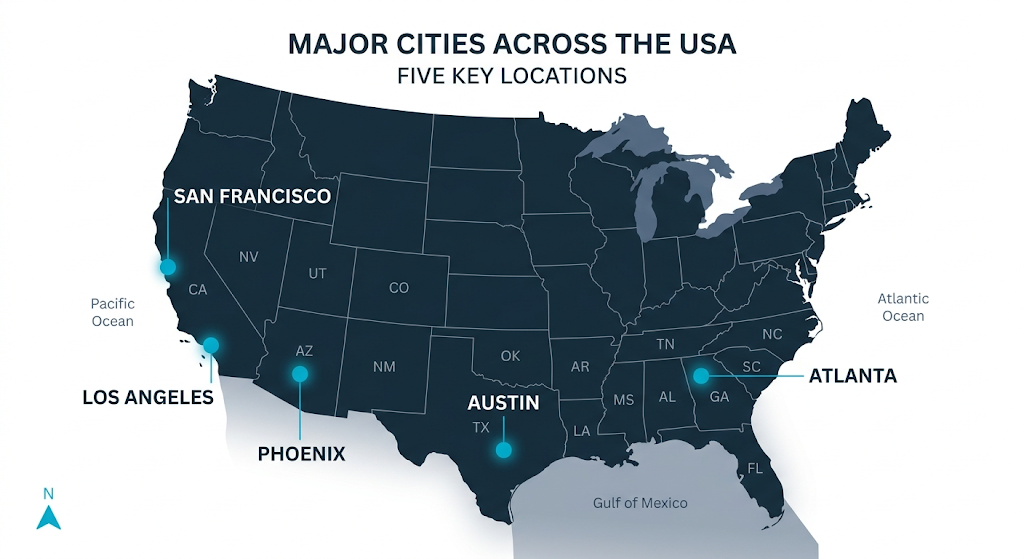 MAJOR CITIES ACROSS THE USA
FIVE KEY LOCATIONS
SAN FRANCISCO
NV
UT
CO
CA
Pacific
Ocean
Atlantic
Ocean
NC
TN
AZ
NM
OK
AR
SC
ATLANTA
LOS ANGELES
AUSTIN
MS
AL
GA
TX
LA
PHOENIX
FL
N
Gulf of Mexico